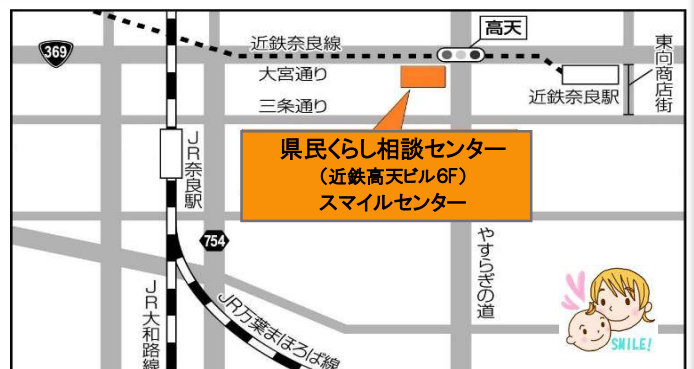 高天
369
近鉄奈良線
大宮通り
三条通り
近鉄奈良駅
東向商店街
県民くらし相談センター
（近鉄高天ビル6F）
スマイルセンター
JR奈良駅
754
やすらぎの道
JR大和路線
JR万葉まほろば線
SMILE!